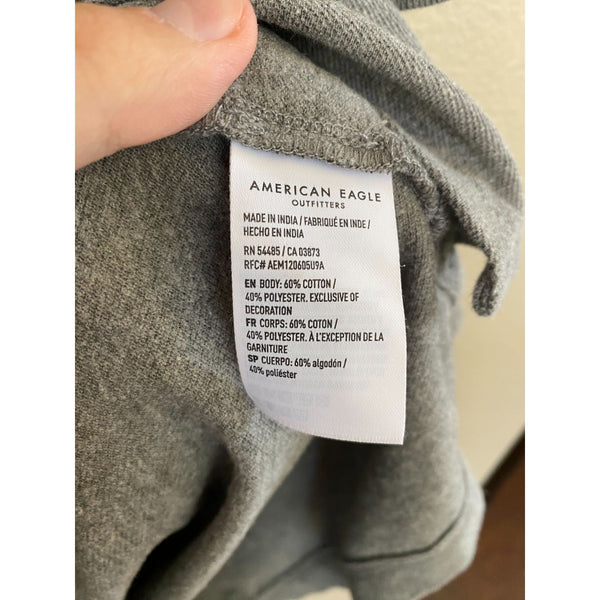 AMERICAN EAGLE
OUTFITTERS
MADE IN INDIA / FABRIQUÉ EN INDE /
HECHO EN INDIA
RN 54485 / CA 03873
RFC# AEM120605U9A
EN BODY: 60% COTTON /
40% POLYESTER. EXCLUSIVE OF
DECORATION
FR CORPS: 60% COTON /
40% POLYESTER. À L'EXCEPTION DE LA
GARNITURE
SP CUERPO: 60% algodón /
40% poliéster